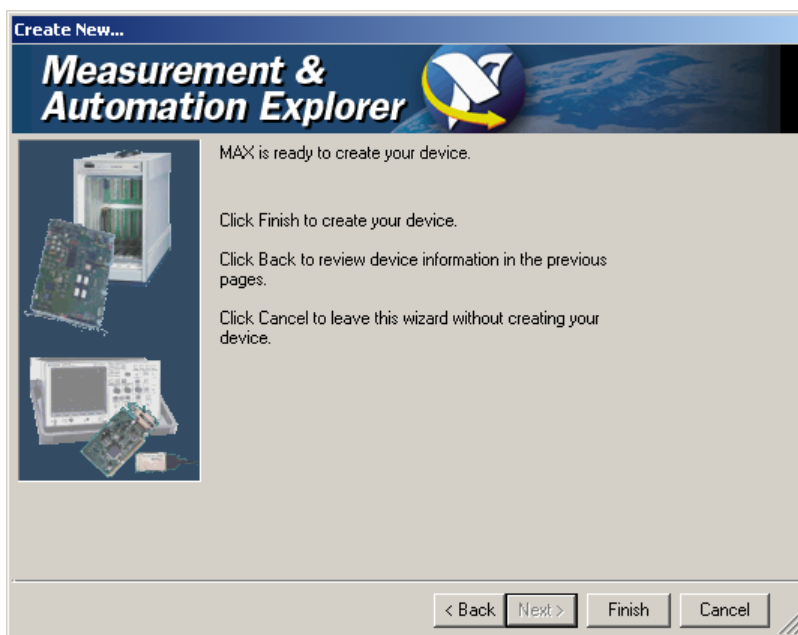 Create New...
Measurement &
Automation Explorer
MAX is ready to create your device.
Click Finish to create your device.
Click Back to review device information in the previous
pages.
Click Cancel to leave this wizard without creating your
device.
< Back Next > Finish Cancel